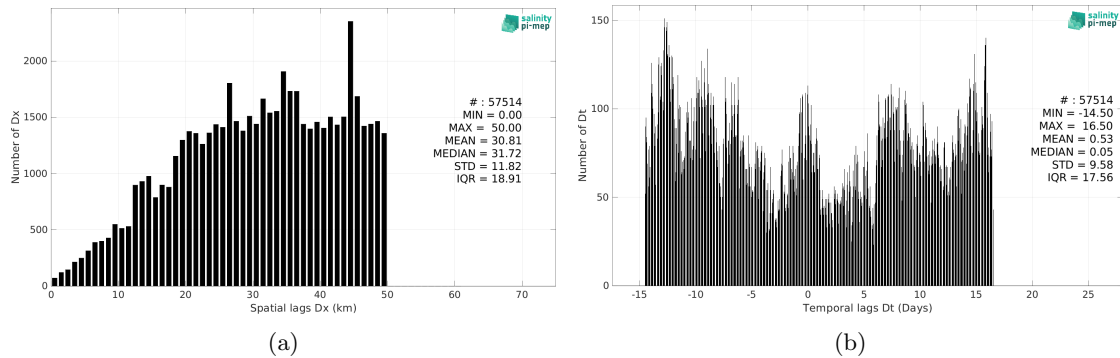 salinity
pi-mep
2000
1500
1000
500
0
Number of Dx
# : 57514
MIN = 0.00
MAX = 50.00
MEAN = 30.81
MEDIAN = 31.72
STD = 11.82
IQR = 18.91
0 10 20 30 40 50 60 70
Spatial lags Dx (km)
(a)
salinity
pi-mep
150
100
50
0
Number of Dt
# : 57514
MIN = -14.50
MAX = 16.50
MEAN = 0.53
MEDIAN = 0.05
STD = 9.58
IQR = 17.56
-15 -10 -5 0 5 10 15 20 25
Temporal lags Dt (Days)
(b)